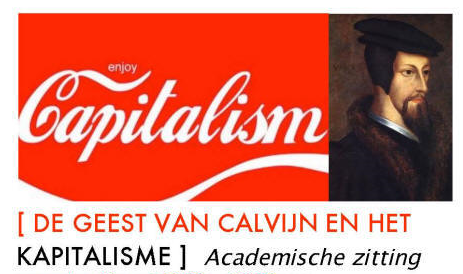 enjoy
Capitalism
[ DE GEEST VAN CALVIJN EN HET
KAPITALISME ] Academische zitting